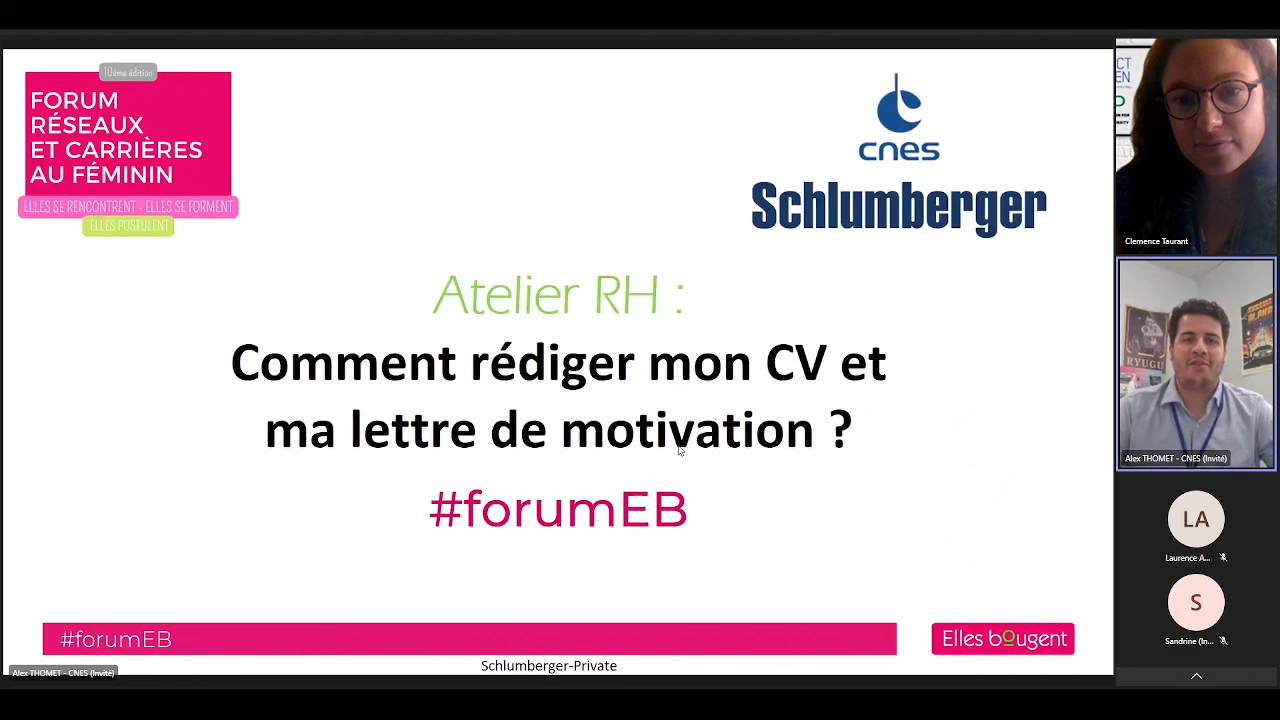 10ème édition
FORUM
RÉSEAUX
ET CARRIÈRES
AU FÉMININ
ELLES SE RENCONTRENT - ELLES SE FORMENT
ELLES POSTULENT
cnes
Schlumberger
Atelier RH :
Comment rédiger mon CV et
ma lettre de motivation ?
#forumEB
#forumEB
Elles bougent
Schlumberger-Private
Alex THOMET - CNES (Invité)
Clemence Taurant
RYUGU
Alex THOMET - CNES (Invité)
LA
Laurence A...
S
Sandrine (In...